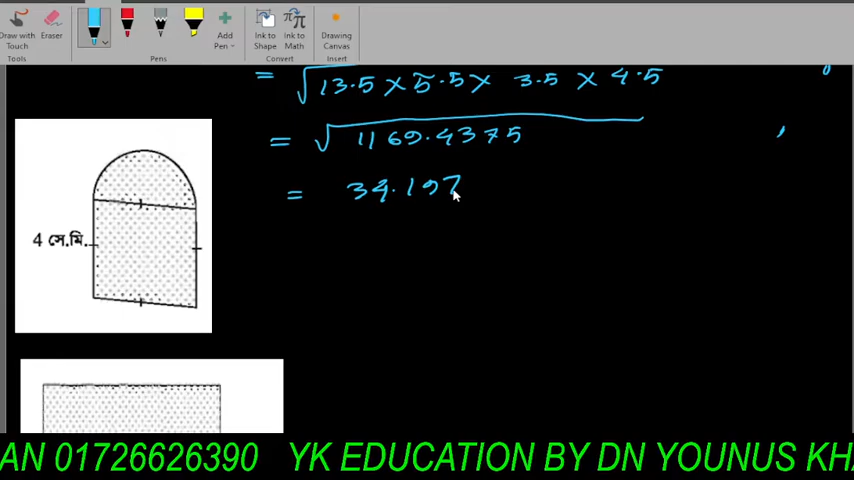 Draw with Touch
Eraser
Add Pen
Ink to Shape
Ink to Math
Drawing Canvas
Tools
Pens
Convert
Insert
= √13.5 × 5.5 × 3.5 × 4.5
= √1169.4375
= 34.197
4 সে.মি.
AN 01726626390 YK EDUCATION BY DN YOUNUS KHA